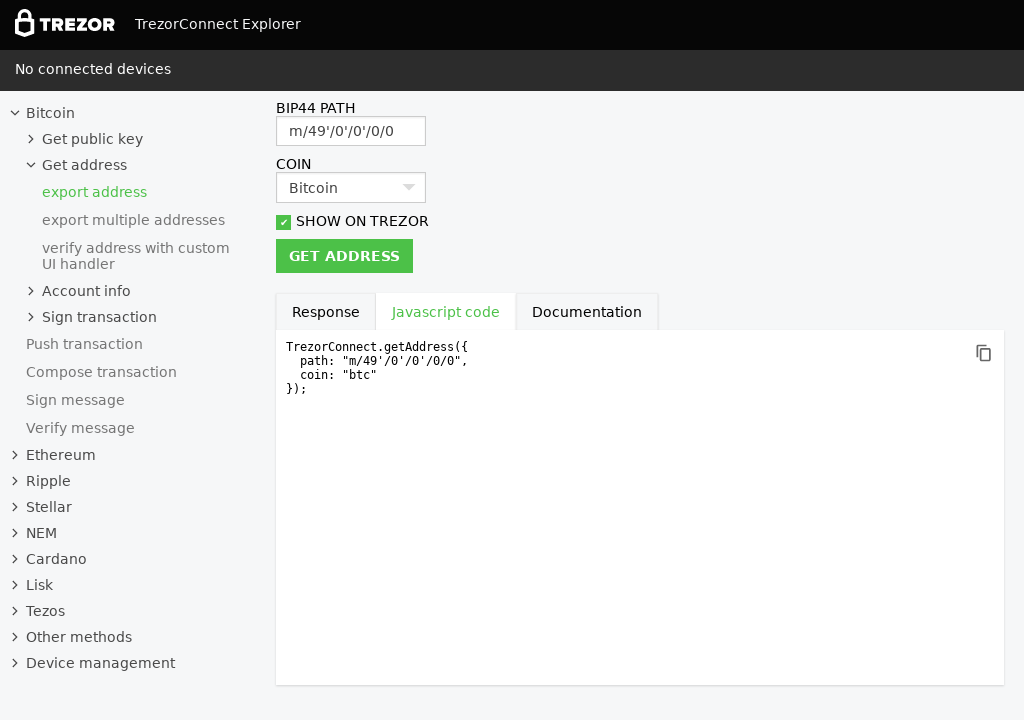 TREZOR TrezorConnect Explorer
No connected devices
Bitcoin
Get public key
Get address
export address
export multiple addresses
verify address with custom
UI handler
Account info
Sign transaction
Push transaction
Compose transaction
Sign message
Verify message
Ethereum
Ripple
Stellar
NEM
Cardano
Lisk
Tezos
Other methods
Device management
BIP44 PATH
m/49'/0'/0'/0/0
COIN
Bitcoin
SHOW ON TREZOR
GET ADDRESS
Response Javascript code Documentation
TrezorConnect.getAddress({
  path: "m/49'/0'/0'/0/0",
  coin: "btc"
});